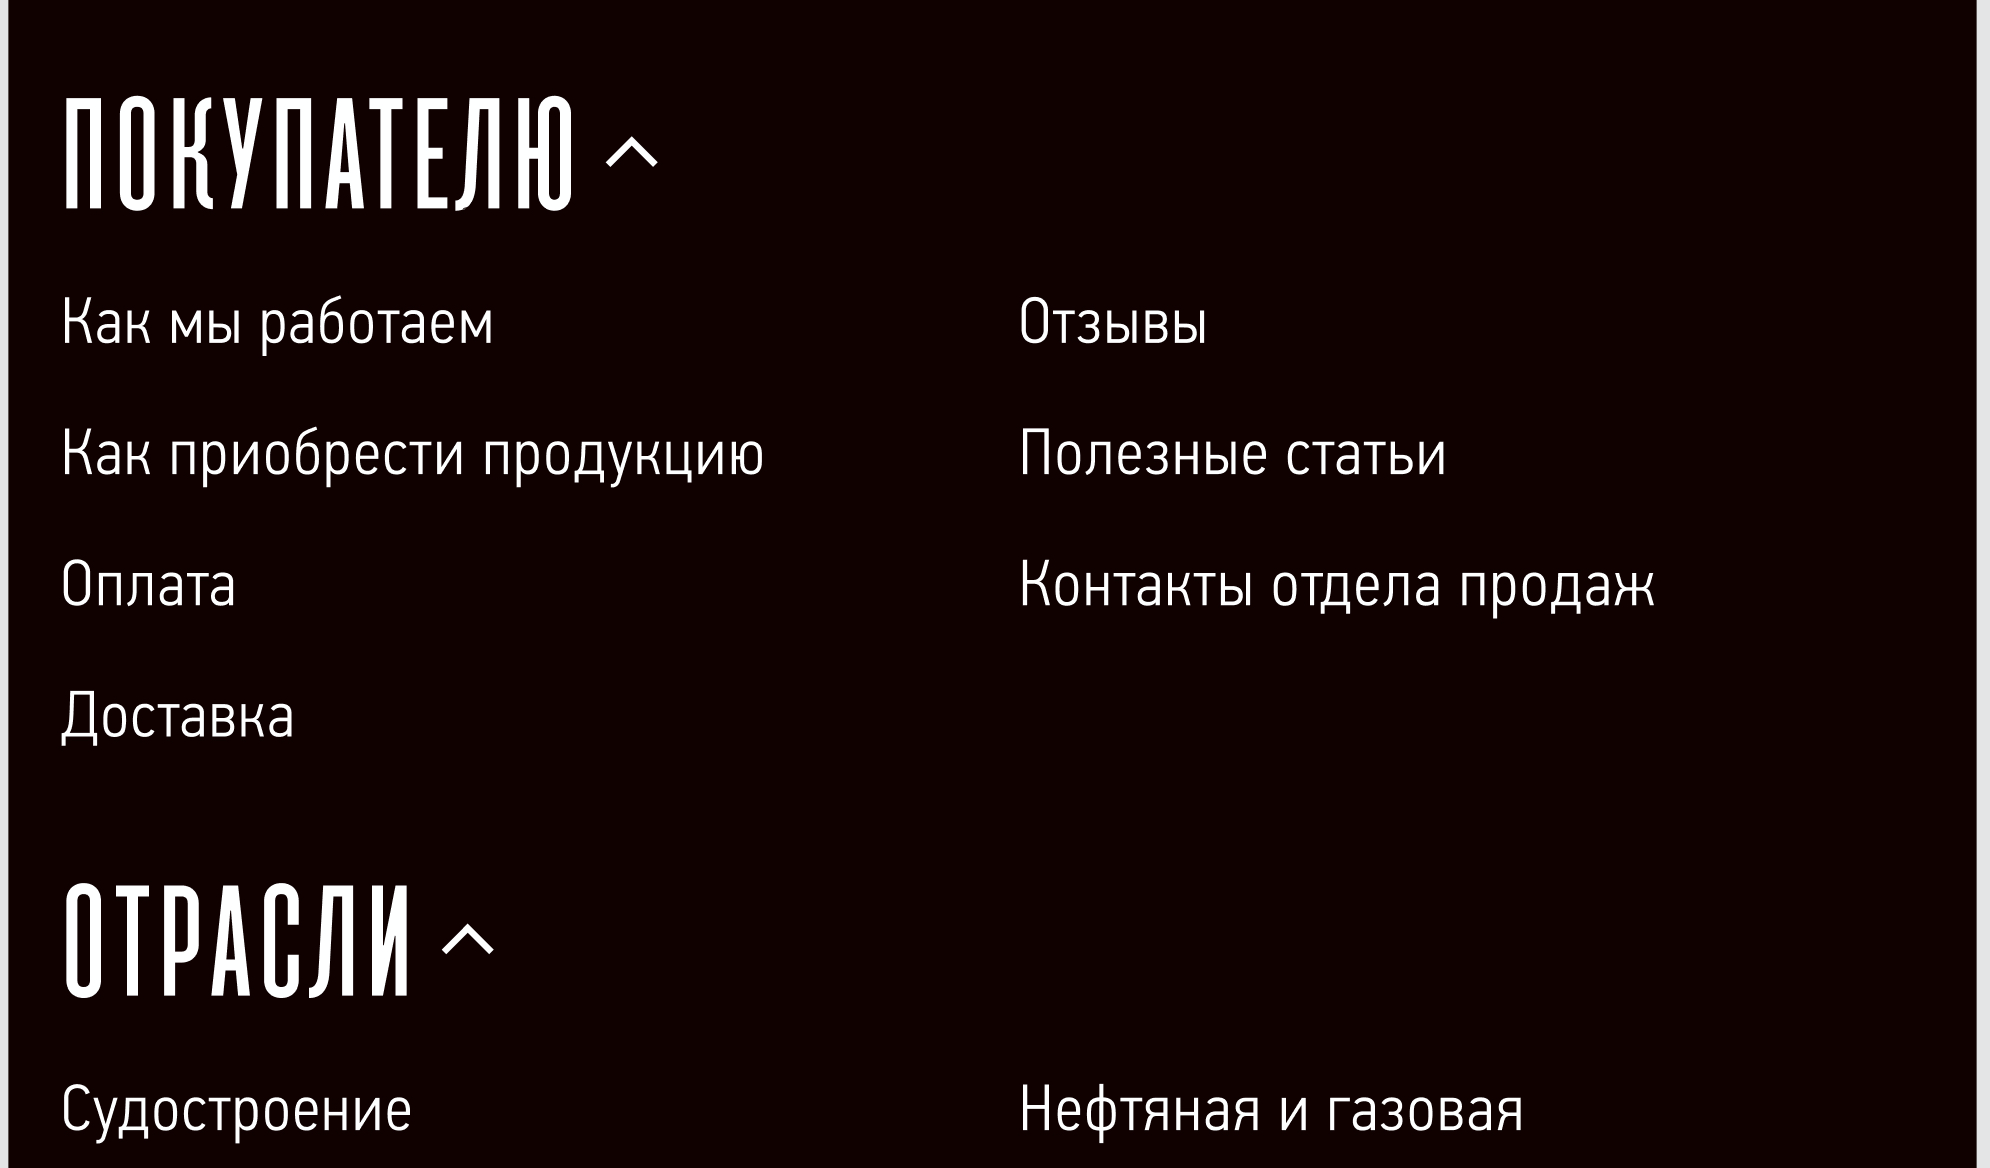 ПОКУПАТЕЛЮ
Как мы работаем
Отзывы
Как приобрести продукцию
Полезные статьи
Оплата
Контакты отдела продаж
Доставка
ОТРАСЛИ
Судостроение
Нефтяная и газовая